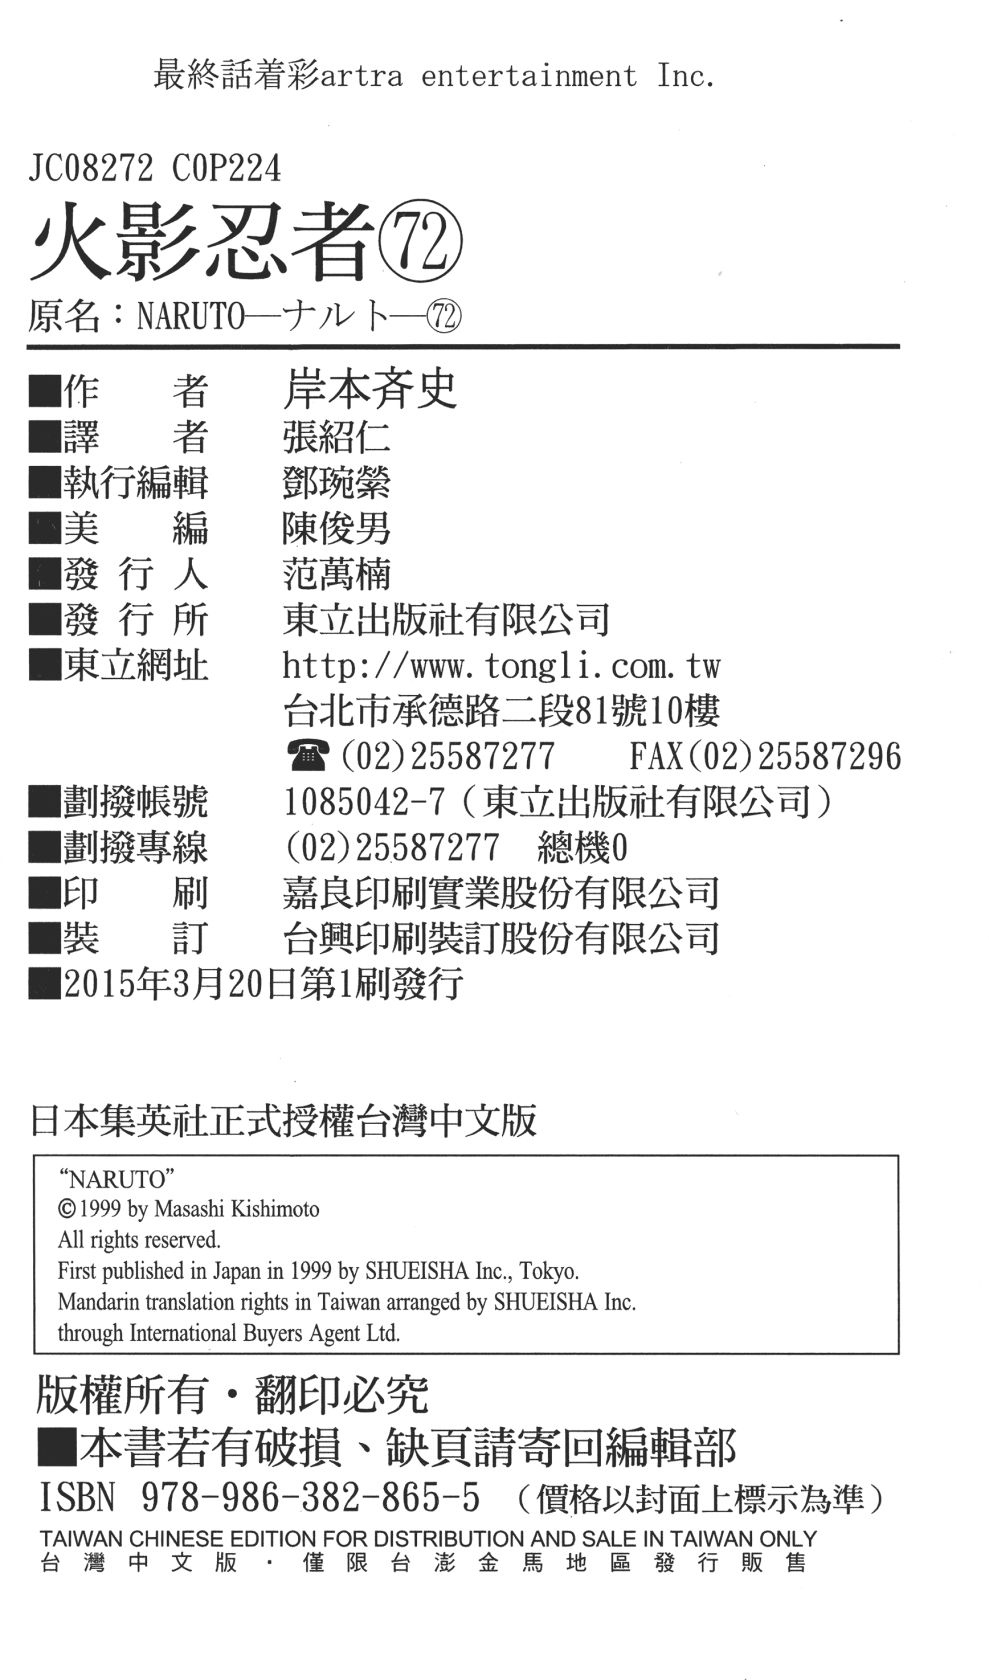 最終話着彩artra entertainment Inc.
JC08272 C0P224
火影忍者㊆
原名：NARUTO—ナルト—72
■作 者 岸本斉史
■譯 者 張紹仁
■執行編輯 鄧琬縈
■美 編 陳俊男
■發行人 范萬楠
■發行所 東立出版社有限公司
■東立網址 http://www.tongli.com.tw
台北市承德路二段81號10樓
☎(02)25587277 FAX(02)25587296
■劃撥帳號 1085042-7（東立出版社有限公司）
■劃撥專線 (02)25587277 總機0
■印 刷 嘉良印刷實業股份有限公司
■裝 訂 台興印刷裝訂股份有限公司
■2015年3月20日第1刷發行
日本集英社正式授權台灣中文版
“NARUTO”
©1999 by Masashi Kishimoto
All rights reserved.
First published in Japan in 1999 by SHUEISHA Inc., Tokyo.
Mandarin translation rights in Taiwan arranged by SHUEISHA Inc.
through International Buyers Agent Ltd.
版權所有・翻印必究
■本書若有破損、缺頁請寄回編輯部
ISBN 978-986-382-865-5 （價格以封面上標示為準）
TAIWAN CHINESE EDITION FOR DISTRIBUTION AND SALE IN TAIWAN ONLY
台灣中文版・僅限台澎金馬地區發行販售